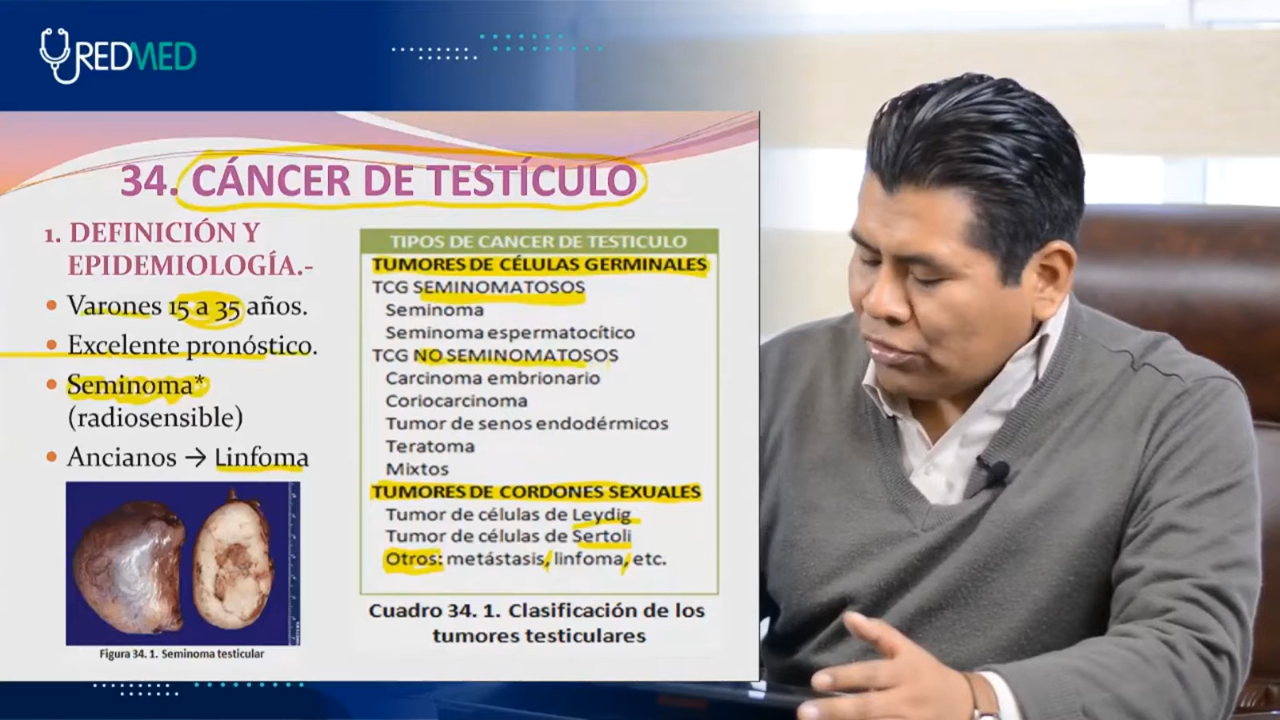 REDMED
34. CÁNCER DE TESTÍCULO
1. DEFINICIÓN Y
EPIDEMIOLOGÍA.-
• Varones 15 a 35 años.
• Excelente pronóstico.
• Seminoma*
(radiosensible)
• Ancianos → Linfoma
Figura 34. 1. Seminoma testicular
TIPOS DE CANCER DE TESTICULO
TUMORES DE CÉLULAS GERMINALES
TCG SEMINOMATOSOS
Seminoma
Seminoma espermatocítico
TCG NO SEMINOMATOSOS
Carcinoma embrionario
Coriocarcinoma
Tumor de senos endodérmicos
Teratoma
Mixtos
TUMORES DE CORDONES SEXUALES
Tumor de células de Leydig
Tumor de células de Sertoli
Otros: metástasis, linfoma, etc.
Cuadro 34. 1. Clasificación de los
tumores testiculares